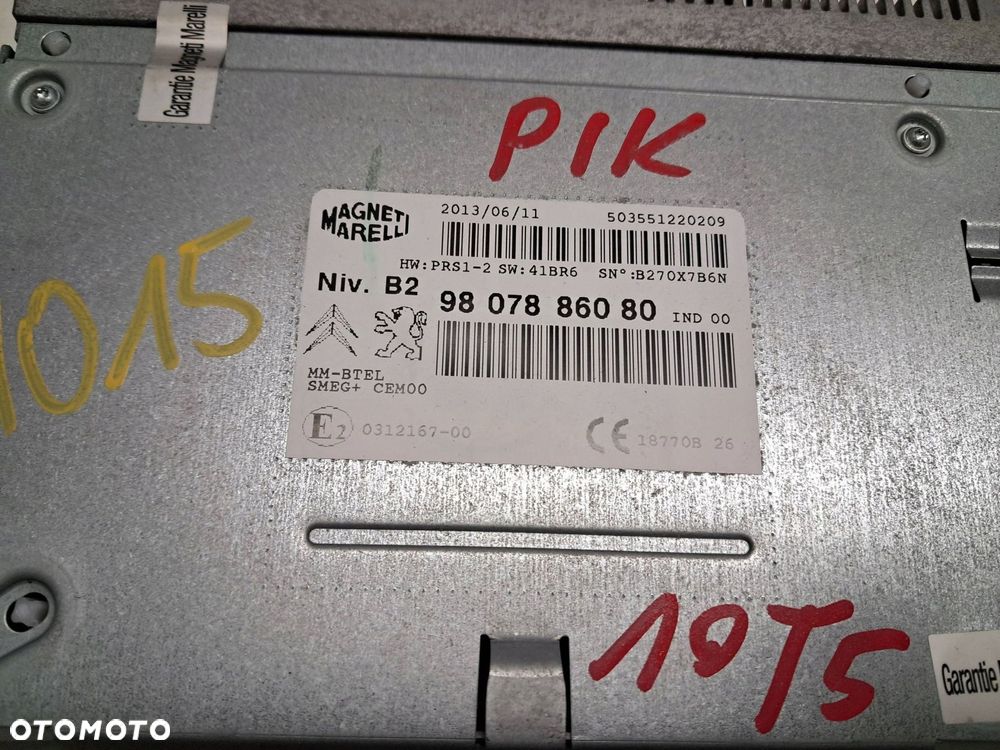 Garantie Magneti Marelli
PIK
MAGNETI
MARELLI
2013/06/11 503551220209
HW:PRS1-2 SW:41BR6 SN°:B270X7B6N
Niv. B2
98 078 860 80 IND 00
MM-BTEL
SMEG+ CEM00
E2 0312167-00
CE 18770B 26
1015
10T5
Garantie
OTOMOTO